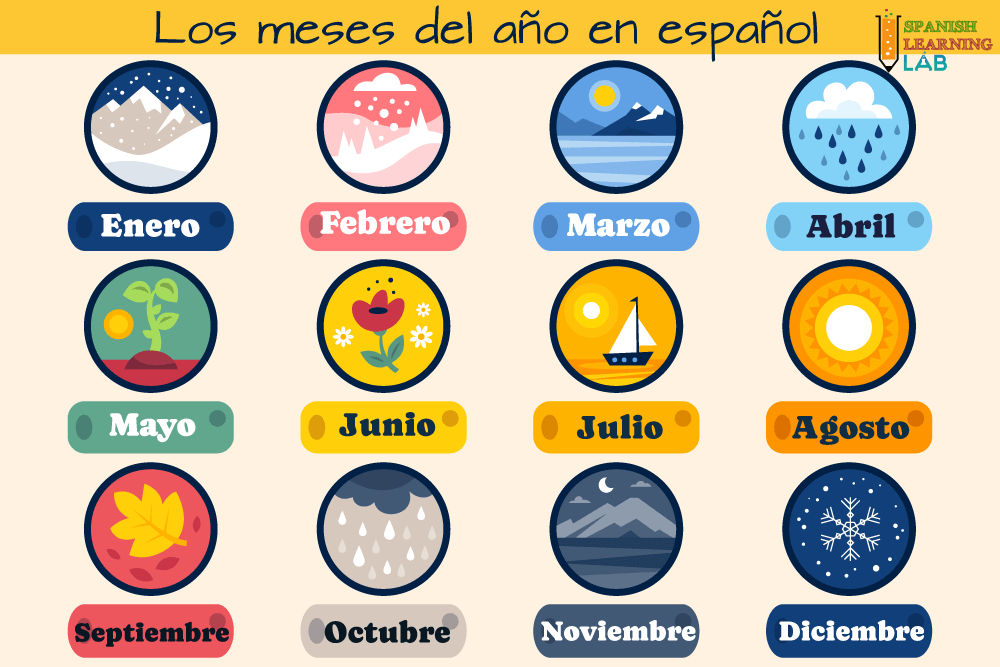 Los meses del año en español
SPANISH
LEARNING
LAB
Enero
Febrero
Marzo
Abril
Mayo
Junio
Julio
Agosto
Septiembre
Octubre
Noviembre
Diciembre